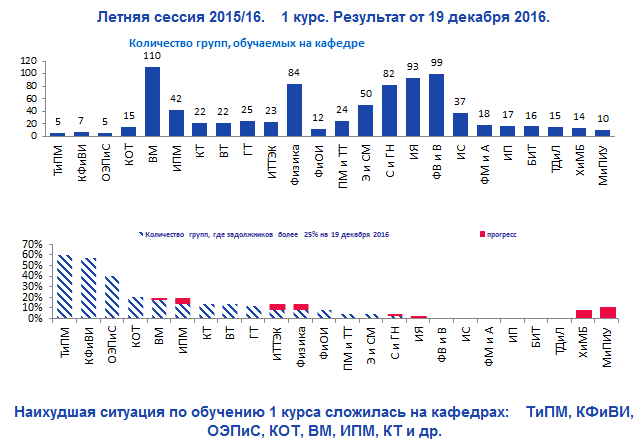 Летняя сессия 2015/16. 1 курс. Результат от 19 декабря 2016.
Количество групп, обучаемых на кафедре
120
100
80
60
40
20
0
5 7 5 15 110 42 22 22 25 23 84 12 24 50 82 93 99 37 18 17 16 15 14 10
ТиПМ КФиВИ ОЭПиС КОТ ВМ ИПМ КТ ВТ ГТ ИТТЭК Физика ФиОИ ПМ и ТТ Э и СМ С и ГН ИЯ ФВ и В ИС ФМ и А ИП БИТ ТДиЛ ХиМБ МиПИУ
Количество групп, где задолжников более 25% на 19 декабря 2016 прогресс
70%
60%
50%
40%
30%
20%
10%
0%
ТиПМ КФиВИ ОЭПиС КОТ ВМ ИПМ КТ ВТ ГТ ИТТЭК Физика ФиОИ ПМ и ТТ Э и СМ С и ГН ИЯ ФВ и В ИС ФМ и А ИП БИТ ТДиЛ ХиМБ МиПИУ
Наихудшая ситуация по обучению 1 курса сложилась на кафедрах: ТиПМ, КФиВИ,
ОЭПиС, КОТ, ВМ, ИПМ, КТ и др.